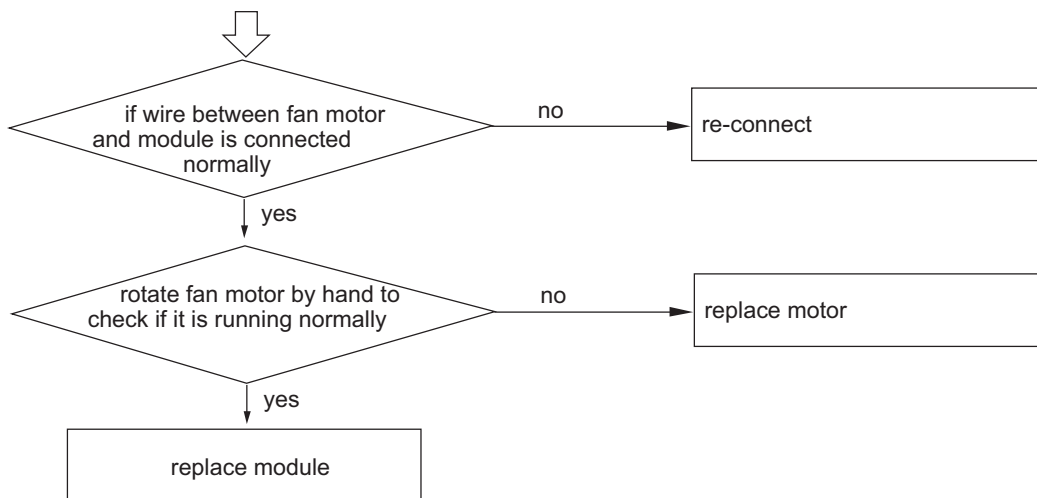 if wire between fan motor
and module is connected
normally
no
re-connect
yes
rotate fan motor by hand to
check if it is running normally
no
replace motor
yes
replace module